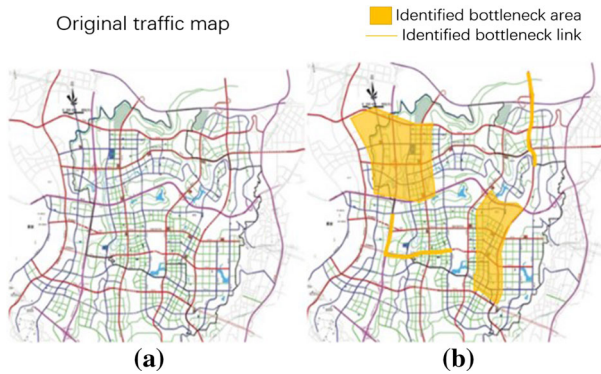 Original traffic map
Identified bottleneck area
Identified bottleneck link
(a)
(b)